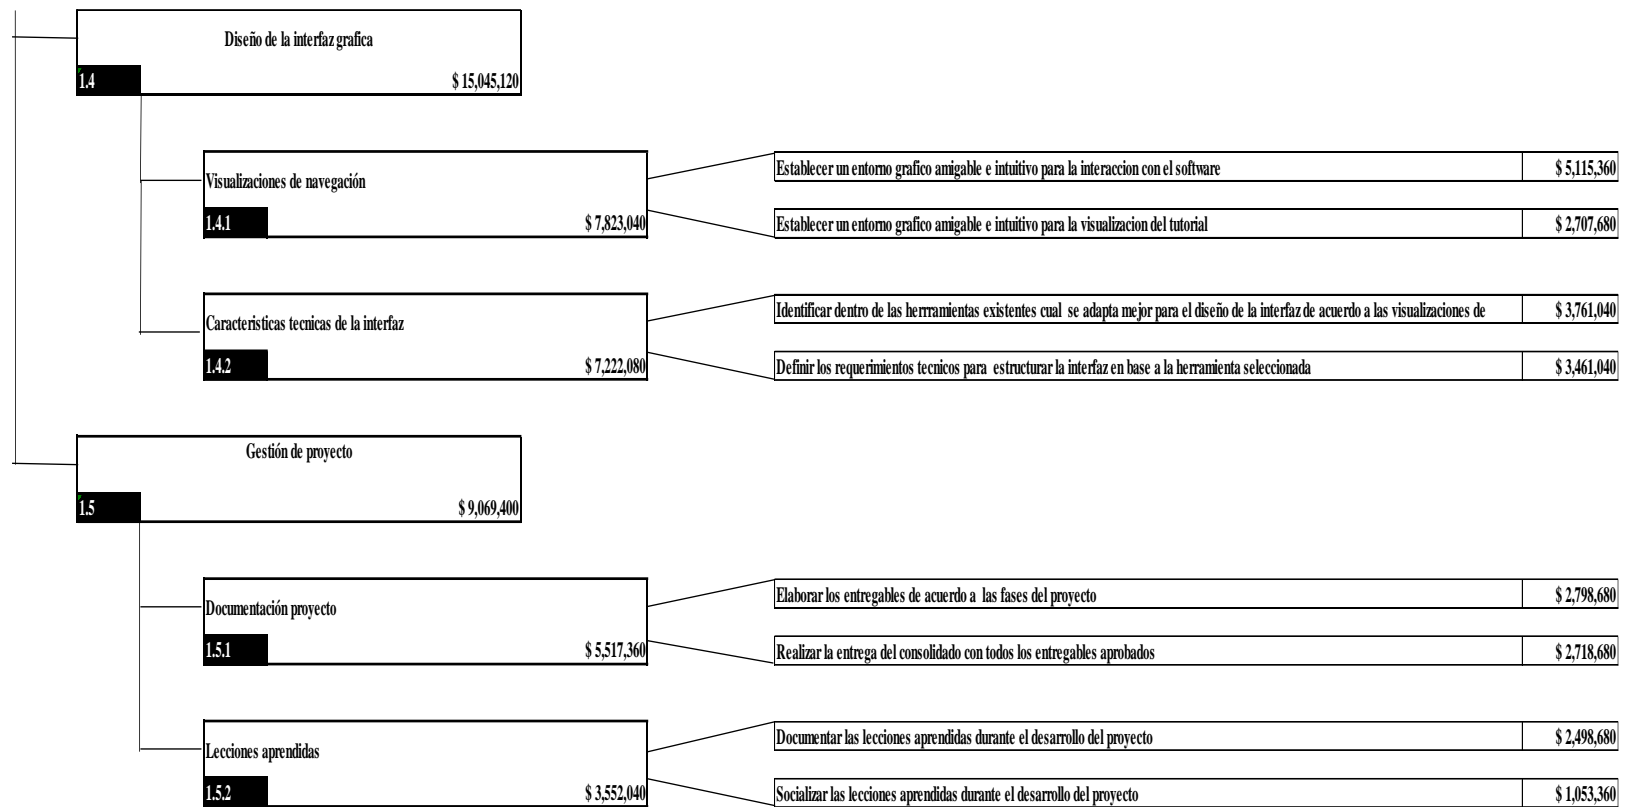 Diseño de la interfaz grafica
1.4 $ 15,045,120
Visualizaciones de navegación
1.4.1 $ 7,823,040
Establecer un entorno grafico amigable e intuitivo para la interaccion con el software $ 5,115,360
Establecer un entorno grafico amigable e intuitivo para la visualizacion del tutorial $ 2,707,680
Caracteristicas tecnicas de la interfaz
1.4.2 $ 7,222,080
Identificar dentro de las herrramientas existentes cual se adapta mejor para el diseño de la interfaz de acuerdo a las visualizaciones de $ 3,761,040
Definir los requerimientos tecnicos para estructurar la interfaz en base a la herramienta seleccionada $ 3,461,040
Gestión de proyecto
1.5 $ 9,069,400
Documentación proyecto
1.5.1 $ 5,517,360
Elaborar los entregables de acuerdo a las fases del proyecto $ 2,798,680
Realizar la entrega del consolidado con todos los entregables aprobados $ 2,718,680
Lecciones aprendidas
1.5.2 $ 3,552,040
Documentar las lecciones aprendidas durante el desarrollo del proyecto $ 2,498,680
Socializar las lecciones aprendidas durante el desarrollo del proyecto $ 1,053,360